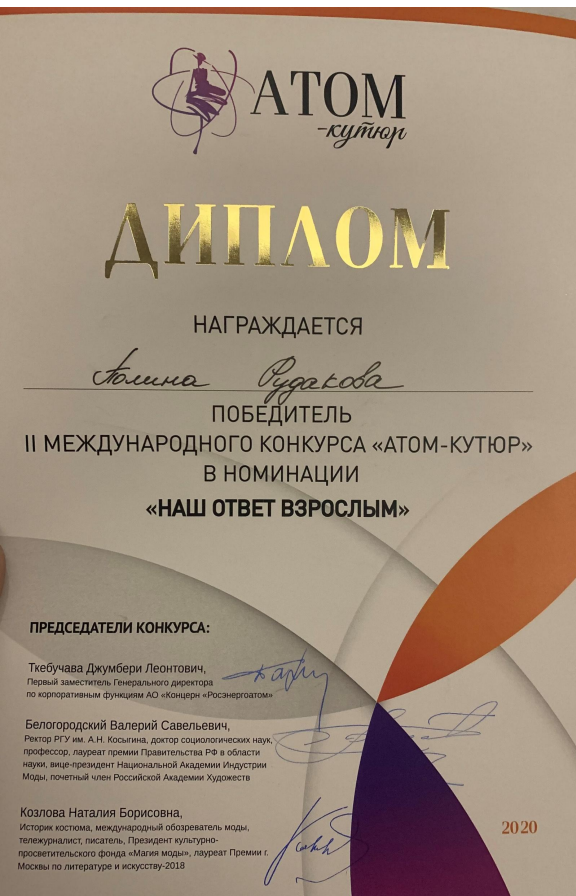 АТОМ
-кутюр
ДИПЛОМ
НАГРАЖДАЕТСЯ
Полина Рудакова
ПОБЕДИТЕЛЬ
II МЕЖДУНАРОДНОГО КОНКУРСА «АТОМ-КУТЮР»
В НОМИНАЦИИ
«НАШ ОТВЕТ ВЗРОСЛЫМ»
ПРЕДСЕДАТЕЛИ КОНКУРСА:
Ткебучава Джумбери Леонтович,
Первый заместитель Генерального директора
по корпоративным функциям АО «Концерн «Росэнергоатом»
Белогородский Валерий Савельевич,
Ректор РГУ им. А.Н. Косыгина, доктор социологических наук,
профессор, лауреат премии Правительства РФ в области
науки, вице-президент Национальной Академии Индустрии
Моды, почетный член Российской Академии Художеств
Козлова Наталия Борисовна,
Историк костюма, международный обозреватель моды,
тележурналист, писатель, Президент культурно-
просветительского фонда «Магия моды», лауреат Премии г.
Москвы по литературе и искусству-2018
2020